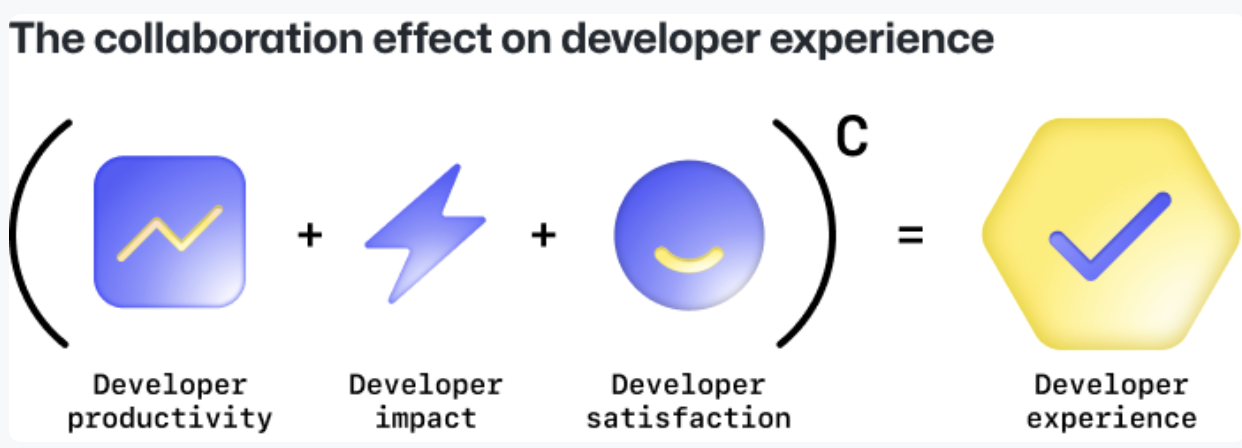 The collaboration effect on developer experience
( + + ) C =
Developer Developer Developer Developer
productivity impact satisfaction experience